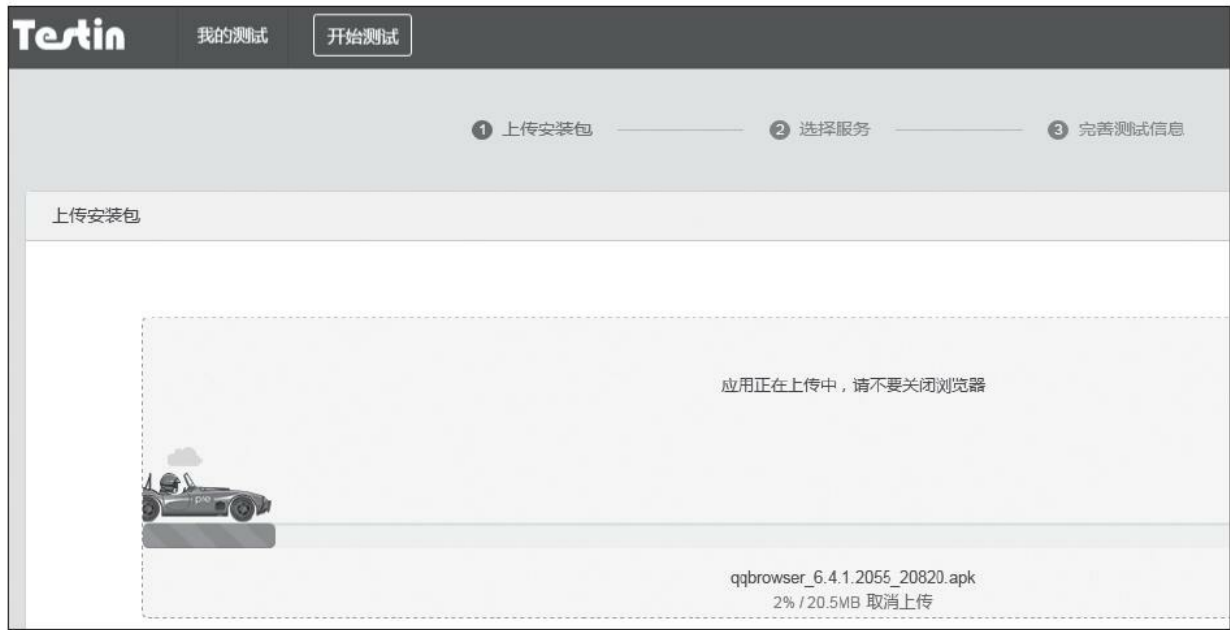 Testin 我的测试 开始测试
1 上传安装包 2 选择服务 3 完善测试信息
上传安装包
应用正在上传中，请不要关闭浏览器
pro
qqbrowser_6.4.1.2055_20820.apk
2% / 20.5MB 取消上传